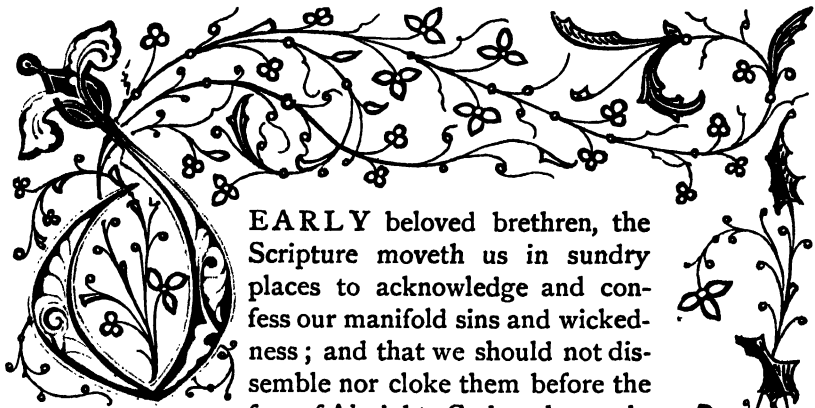 DEARLY beloved brethren, the
Scripture moveth us in sundry
places to acknowledge and con-
fess our manifold sins and wicked-
ness ; and that we should not dis-
semble nor cloke them before the